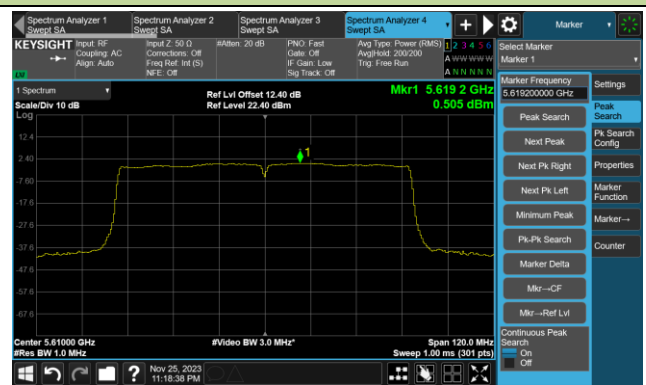 Spectrum Analyzer 1
Swept SA
Spectrum Analyzer 2
Swept SA
Spectrum Analyzer 3
Swept SA
Spectrum Analyzer 4
Swept SA
Marker
KEYSIGHT
LXI
Input: RF
Coupling: AC
Align: Auto
Input Z: 50 Ω
Corrections: Off
Freq Ref: Int (S)
NFE: Off
#Atten: 20 dB
PNO: Fast
Gate: Off
IF Gain: Low
Sig Track: Off
Avg Type: Power (RMS)
Avg|Hold: 200/200
Trig: Free Run
1 2 3 4 5 6
A W W W W W
A N N N N N
Select Marker
Marker 1
1 Spectrum
Scale/Div 10 dB
Log
Ref Lvl Offset 12.40 dB
Ref Level 22.40 dBm
Mkr1 5.619 2 GHz
0.505 dBm
12.4
2.40
-7.60
-17.6
-27.6
-37.6
-47.6
-57.6
-67.6
1
Center 5.61000 GHz
#Res BW 1.0 MHz
#Video BW 3.0 MHz*
Span 120.0 MHz
Sweep 1.00 ms (301 pts)
Marker Frequency
5.619200000 GHz
Peak Search
Next Peak
Next Pk Right
Next Pk Left
Minimum Peak
Pk-Pk Search
Marker Delta
Mkr→CF
Mkr→Ref Lvl
Continuous Peak
Search
On
Off
Settings
Peak
Search
Pk Search
Config
Properties
Marker
Function
Marker→
Counter
Nov 25, 2023
11:18:38 PM